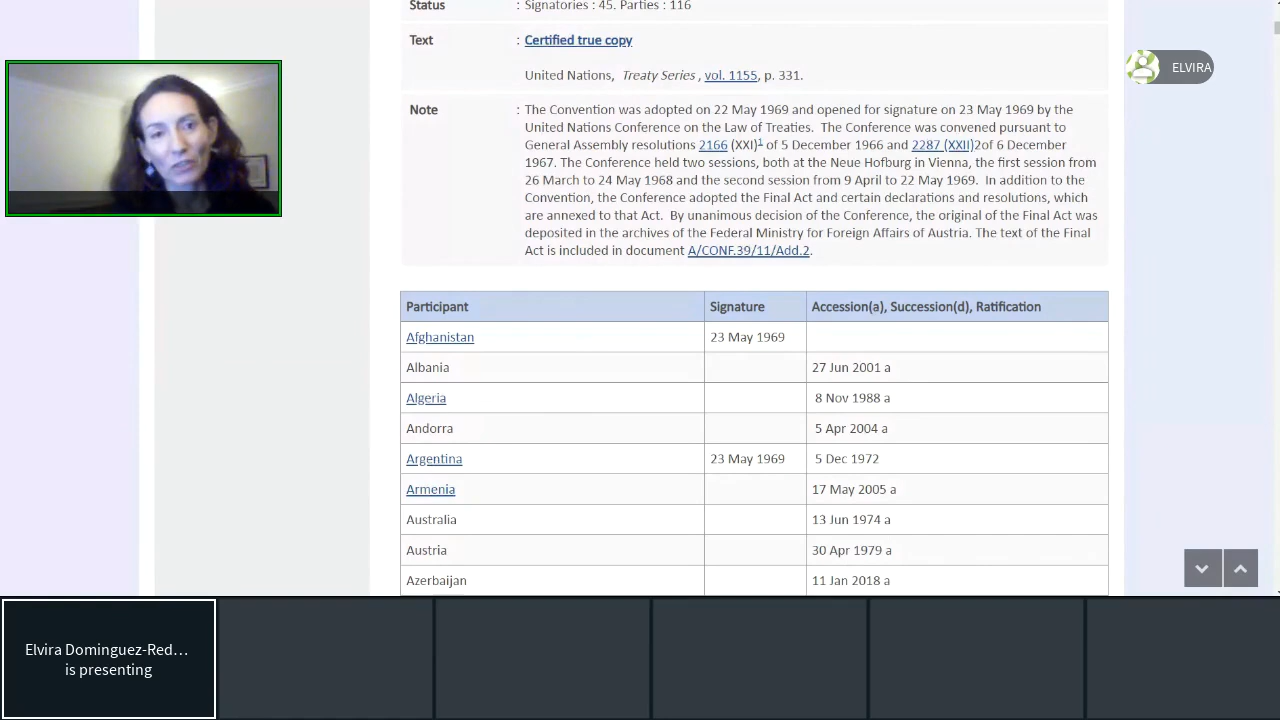 Status : Signatories : 45. Parties : 116
Text : Certified true copy
United Nations, Treaty Series , vol. 1155, p. 331.
ELVIRA
Note : The Convention was adopted on 22 May 1969 and opened for signature on 23 May 1969 by the
United Nations Conference on the Law of Treaties. The Conference was convened pursuant to
General Assembly resolutions 2166 (XXI)1 of 5 December 1966 and 2287 (XXII)2of 6 December
1967. The Conference held two sessions, both at the Neue Hofburg in Vienna, the first session from
26 March to 24 May 1968 and the second session from 9 April to 22 May 1969. In addition to the
Convention, the Conference adopted the Final Act and certain declarations and resolutions, which
are annexed to that Act. By unanimous decision of the Conference, the original of the Final Act was
deposited in the archives of the Federal Ministry for Foreign Affairs of Austria. The text of the Final
Act is included in document A/CONF.39/11/Add.2.
Participant Signature Accession(a), Succession(d), Ratification
Afghanistan 23 May 1969
Albania 27 Jun 2001 a
Algeria 8 Nov 1988 a
Andorra 5 Apr 2004 a
Argentina 23 May 1969 5 Dec 1972
Armenia 17 May 2005 a
Australia 13 Jun 1974 a
Austria 30 Apr 1979 a
Azerbaijan 11 Jan 2018 a
Elvira Dominguez-Red…
is presenting